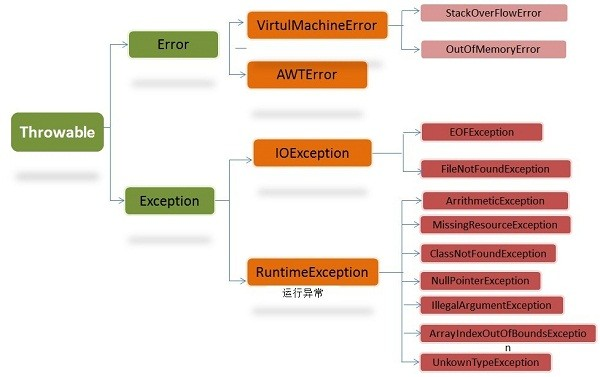 Throwable
Error
VirtulMachineError
StackOverFlowError
OutOfMemoryError
AWTError
Exception
IOException
EOFException
FileNotFoundException
RuntimeException
运行异常
ArrithmeticException
MissingResourceException
ClassNotFoundException
NullPointerException
IllegalArgumentException
ArrayIndexOutOfBoundsExceptio
n
UnkownTypeException